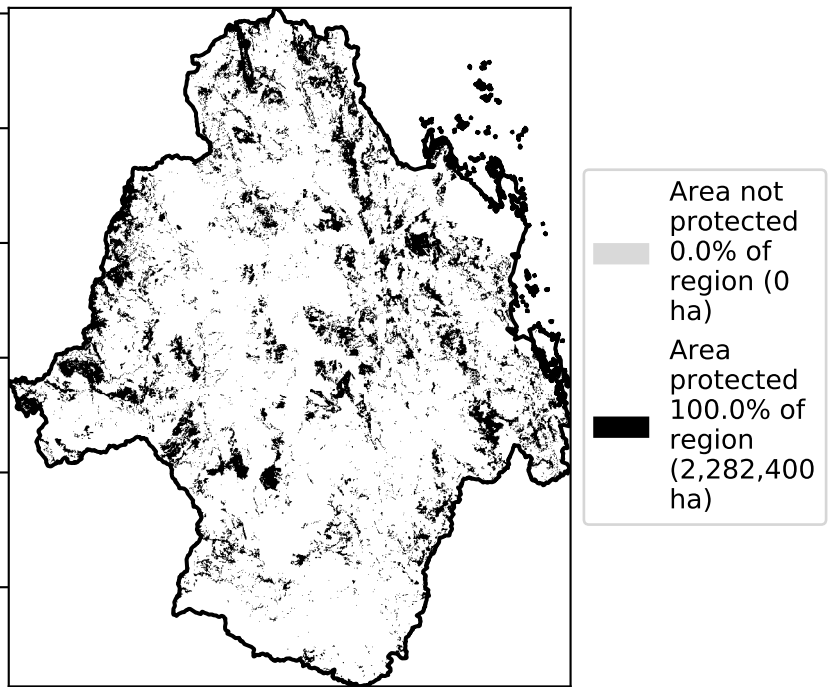 Area not
protected
0.0% of
region (0
ha)
Area
protected
100.0% of
region
(2,282,400
ha)